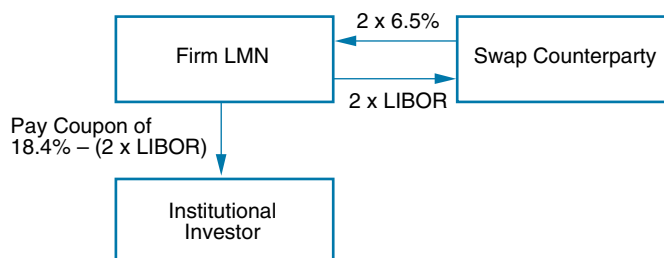 2 x 6.5%
Firm LMN
Swap Counterparty
2 x LIBOR
Pay Coupon of
18.4% – (2 x LIBOR)
Institutional
Investor